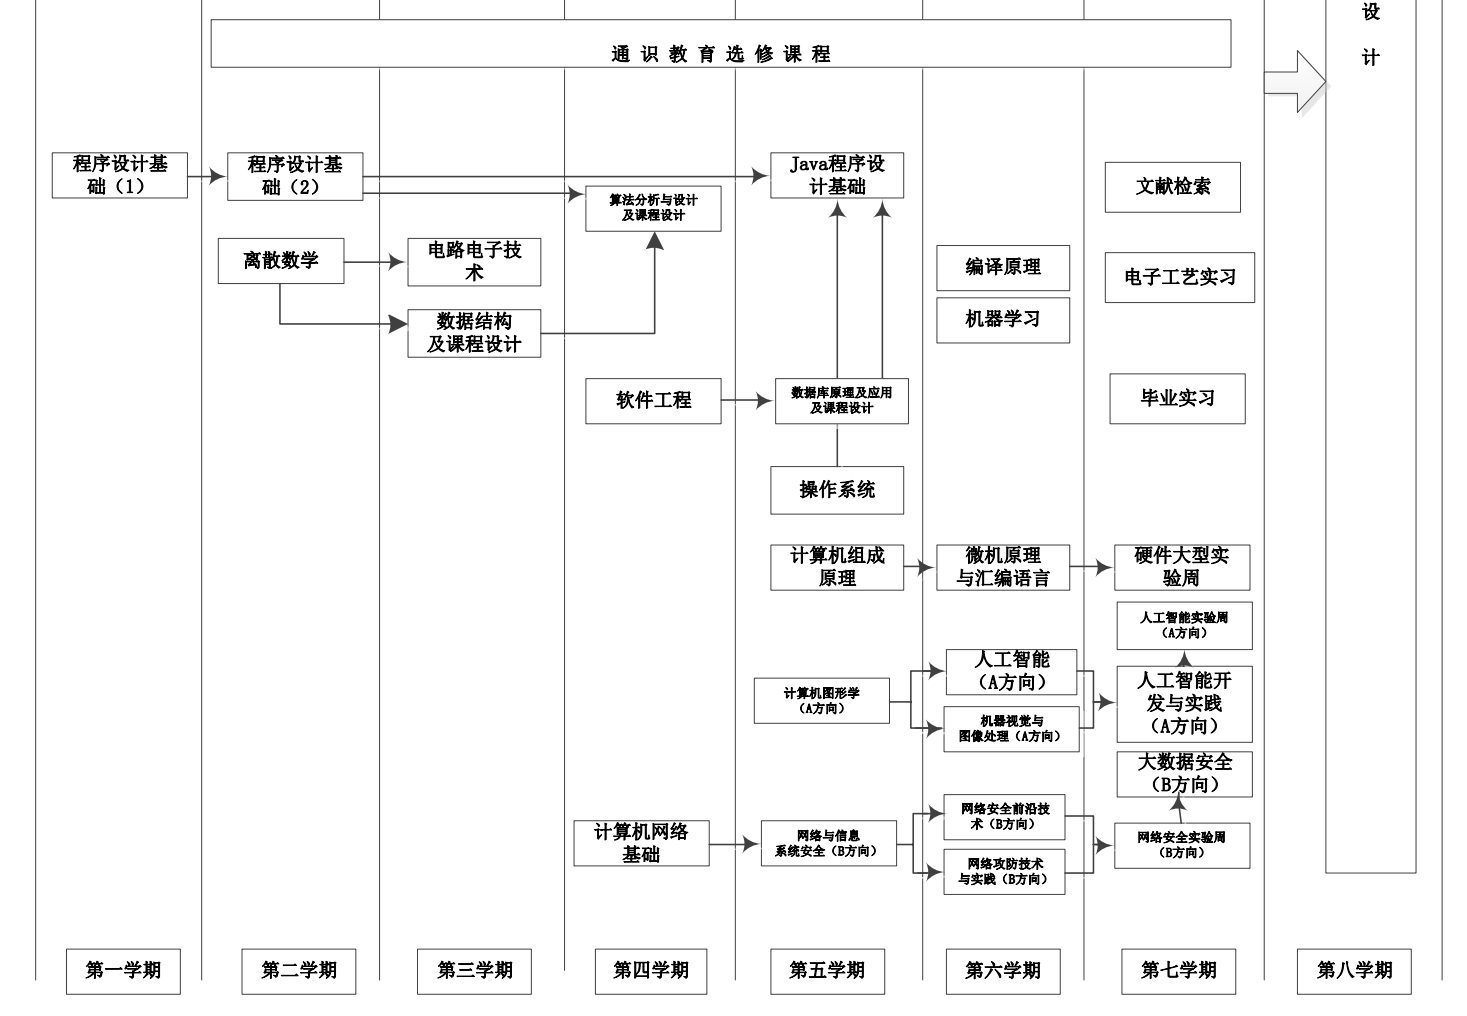 设
计
通识教育选修课程
程序设计基
础（1）
程序设计基
础（2）
Java程序设
计基础
文献检索
算法分析与设计
及课程设计
离散数学
电路电子技
术
编译原理
电子工艺实习
数据结构
及课程设计
机器学习
软件工程
数据库原理及应用
及课程设计
毕业实习
操作系统
计算机组成
原理
微机原理
与汇编语言
硬件大型实
验周
人工智能实验周
（A方向）
计算机图形学
（A方向）
人工智能
（A方向）
人工智能开
发与实践
（A方向）
机器视觉与
图像处理（A方向）
大数据安全
（B方向）
计算机网络
基础
网络与信息
系统安全（B方向）
网络安全前沿技
术（B方向）
网络安全实验周
（B方向）
网络攻防技术
与实践（B方向）
第一学期
第二学期
第三学期
第四学期
第五学期
第六学期
第七学期
第八学期